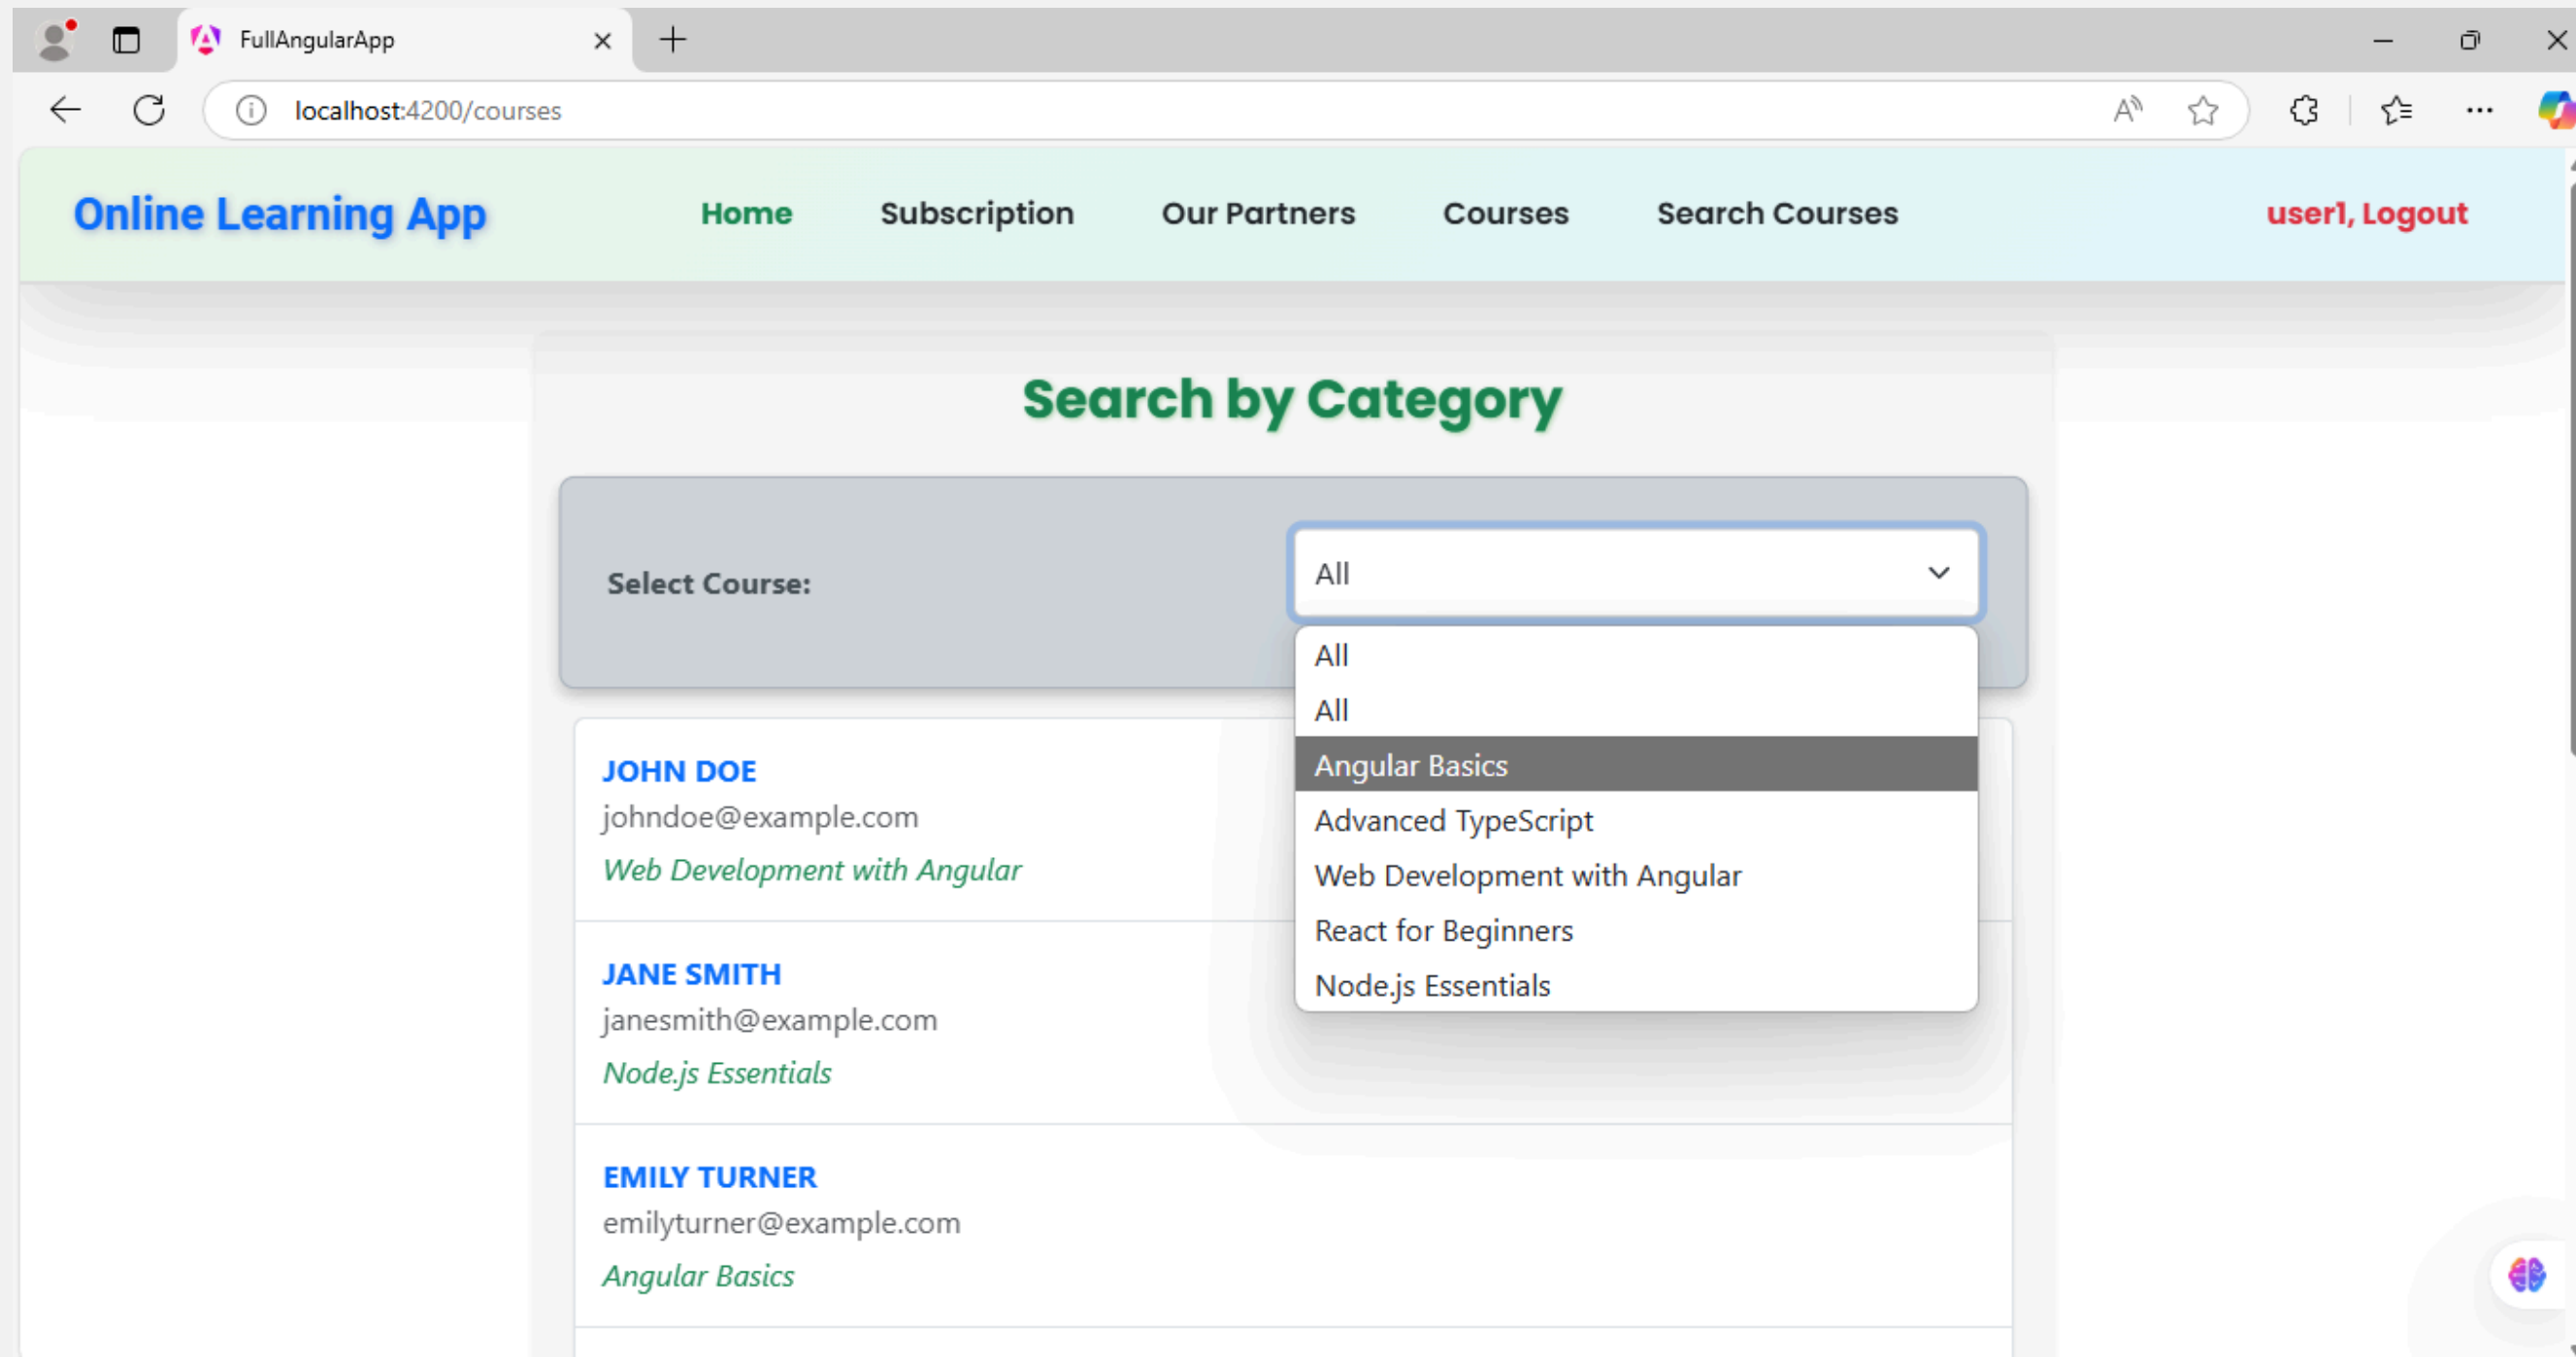 FullAngularApp
localhost:4200/courses
Online Learning App
Home
Subscription
Our Partners
Courses
Search Courses
user1, Logout
Search by Category
Select Course:
All
All
All
Angular Basics
Advanced TypeScript
Web Development with Angular
React for Beginners
Node.js Essentials
JOHN DOE
johndoe@example.com
Web Development with Angular
JANE SMITH
janesmith@example.com
Node.js Essentials
EMILY TURNER
emilyturner@example.com
Angular Basics